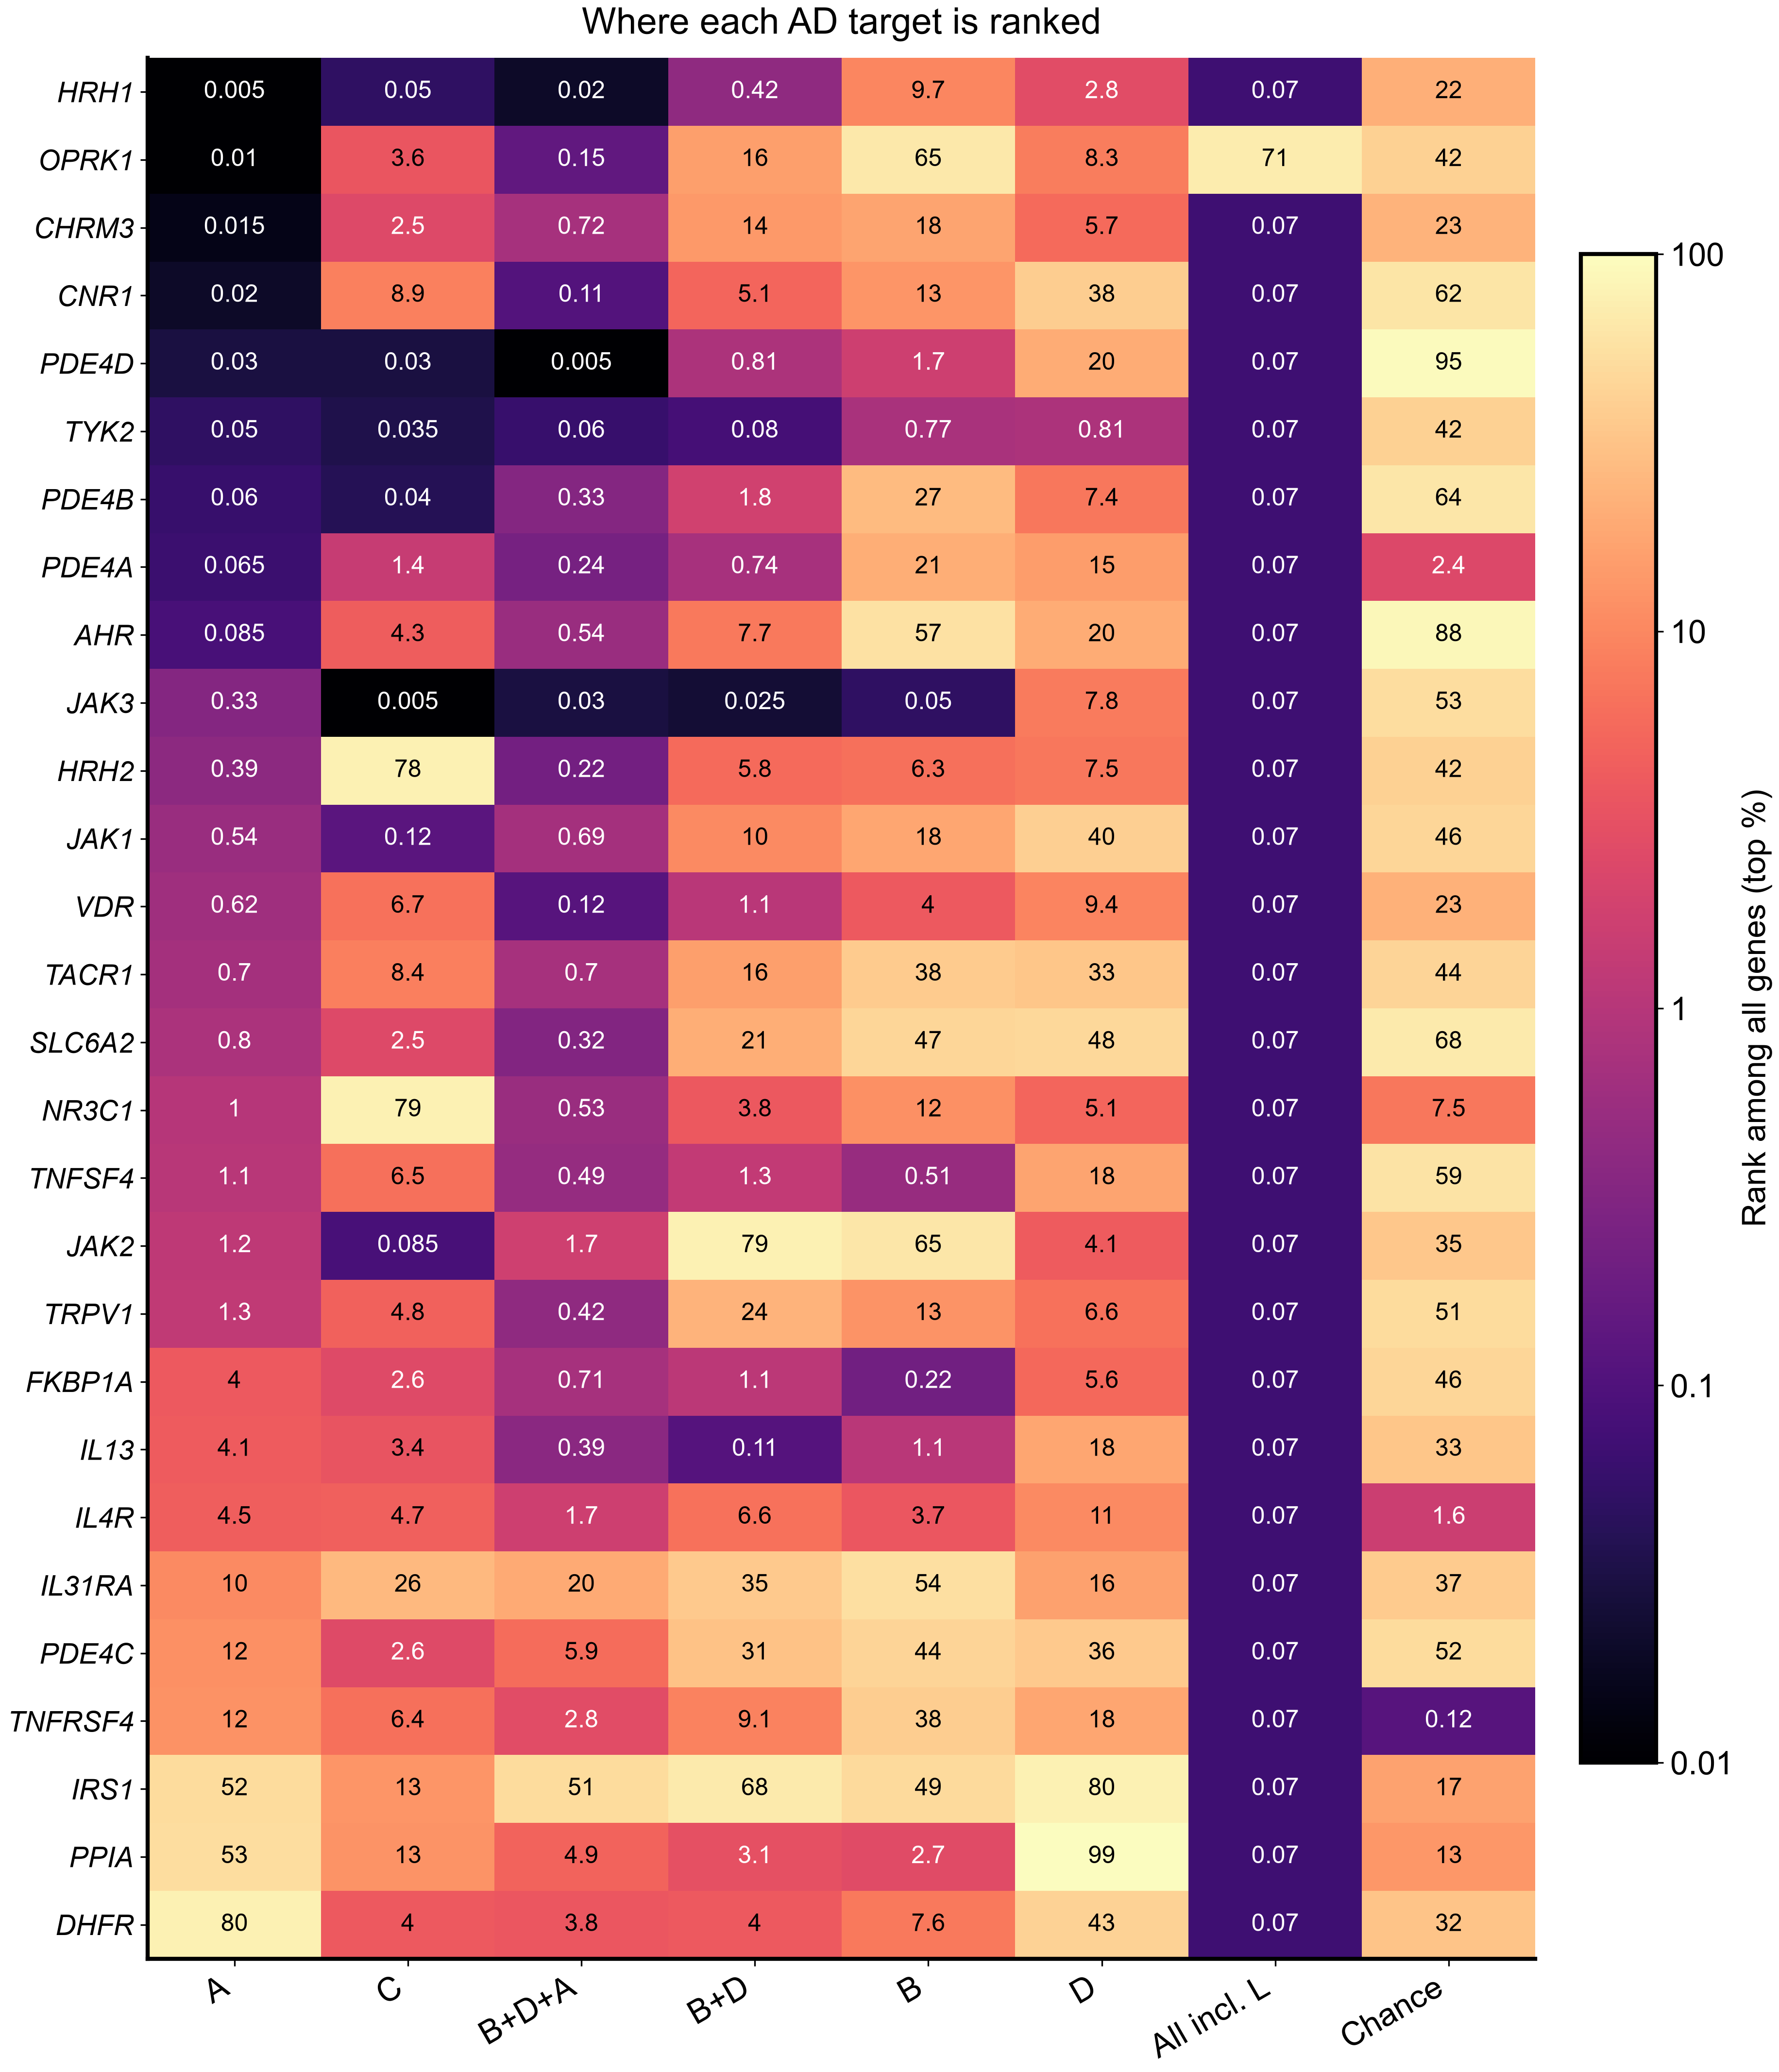 Where each AD target is ranked
HRH1 0.005 0.05 0.02 0.42 9.7 2.8 0.07 22
OPRK1 0.01 3.6 0.15 16 65 8.3 71 42
CHRM3 0.015 2.5 0.72 14 18 5.7 0.07 23
CNR1 0.02 8.9 0.11 5.1 13 38 0.07 62
PDE4D 0.03 0.03 0.005 0.81 1.7 20 0.07 95
TYK2 0.05 0.035 0.06 0.08 0.77 0.81 0.07 42
PDE4B 0.06 0.04 0.33 1.8 27 7.4 0.07 64
PDE4A 0.065 1.4 0.24 0.74 21 15 0.07 2.4
AHR 0.085 4.3 0.54 7.7 57 20 0.07 88
JAK3 0.33 0.005 0.03 0.025 0.05 7.8 0.07 53
HRH2 0.39 78 0.22 5.8 6.3 7.5 0.07 42
JAK1 0.54 0.12 0.69 10 18 40 0.07 46
VDR 0.62 6.7 0.12 1.1 4 9.4 0.07 23
TACR1 0.7 8.4 0.7 16 38 33 0.07 44
SLC6A2 0.8 2.5 0.32 21 47 48 0.07 68
NR3C1 1 79 0.53 3.8 12 5.1 0.07 7.5
TNFSF4 1.1 6.5 0.49 1.3 0.51 18 0.07 59
JAK2 1.2 0.085 1.7 79 65 4.1 0.07 35
TRPV1 1.3 4.8 0.42 24 13 6.6 0.07 51
FKBP1A 4 2.6 0.71 1.1 0.22 5.6 0.07 46
IL13 4.1 3.4 0.39 0.11 1.1 18 0.07 33
IL4R 4.5 4.7 1.7 6.6 3.7 11 0.07 1.6
IL31RA 10 26 20 35 54 16 0.07 37
PDE4C 12 2.6 5.9 31 44 36 0.07 52
TNFRSF4 12 6.4 2.8 9.1 38 18 0.07 0.12
IRS1 52 13 51 68 49 80 0.07 17
PPIA 53 13 4.9 3.1 2.7 99 0.07 13
DHFR 80 4 3.8 4 7.6 43 0.07 32
A C B+D+A B+D B D All incl. L Chance
100
10
1
0.1
0.01
Rank among all genes (top %)